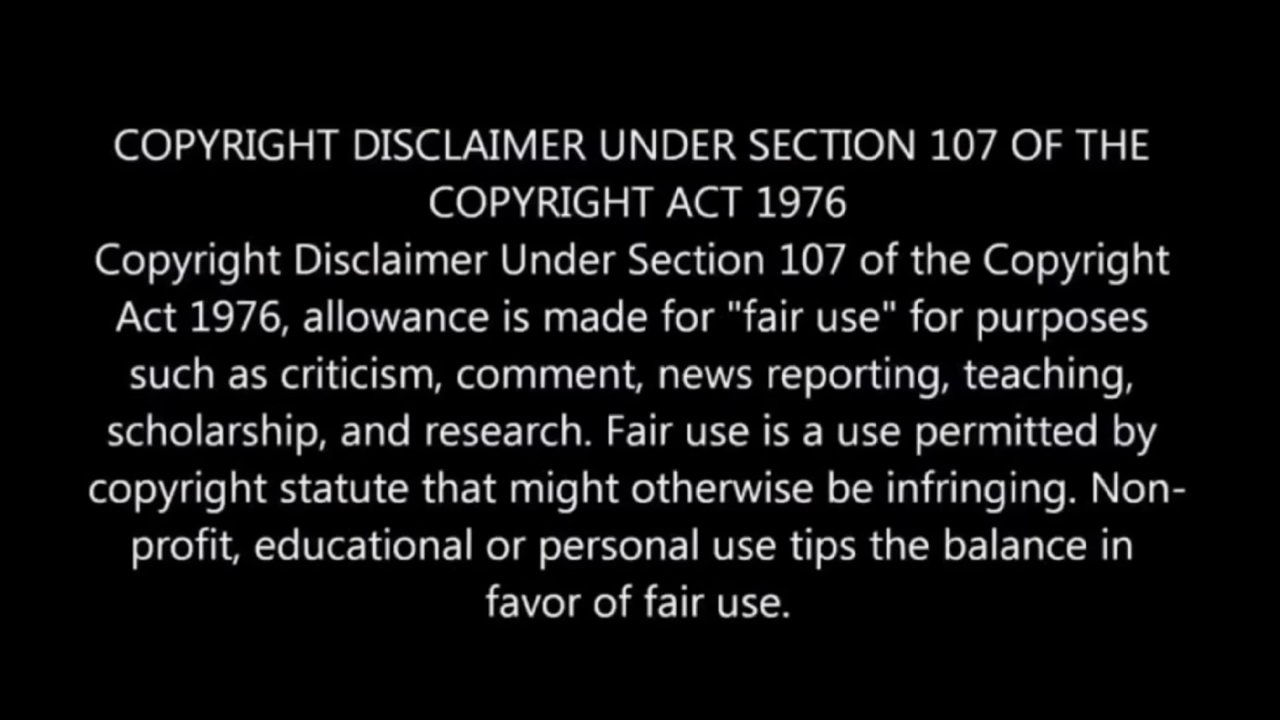 COPYRIGHT DISCLAIMER UNDER SECTION 107 OF THE
COPYRIGHT ACT 1976
Copyright Disclaimer Under Section 107 of the Copyright
Act 1976, allowance is made for "fair use" for purposes
such as criticism, comment, news reporting, teaching,
scholarship, and research. Fair use is a use permitted by
copyright statute that might otherwise be infringing. Non-
profit, educational or personal use tips the balance in
favor of fair use.